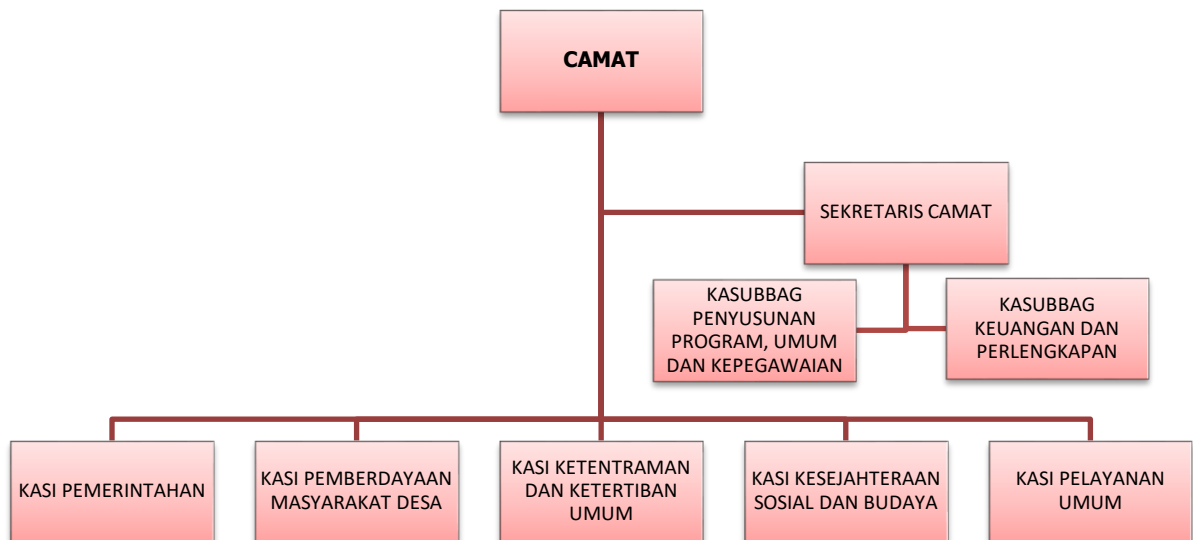 CAMAT
SEKRETARIS CAMAT
KASUBBAG
PENYUSUNAN
PROGRAM, UMUM
DAN KEPEGAWAIAN
KASUBBAG
KEUANGAN DAN
PERLENGKAPAN
KASI PEMERINTAHAN
KASI PEMBERDAYAAN
MASYARAKAT DESA
KASI KETENTRAMAN
DAN KETERTIBAN
UMUM
KASI KESEJAHTERAAN
SOSIAL DAN BUDAYA
KASI PELAYANAN
UMUM